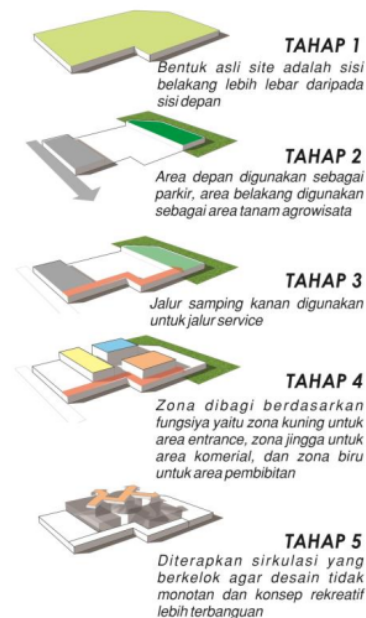 TAHAP 1
Bentuk asli site adalah sisi
belakang lebih lebar daripada
sisi depan
TAHAP 2
Area depan digunakan sebagai
parkir, area belakang digunakan
sebagai area tanam agrowisata
TAHAP 3
Jalur samping kanan digunakan
untuk jalur service
TAHAP 4
Zona dibagi berdasarkan
fungsiya yaitu zona kuning untuk
area entrance, zona jingga untuk
area komerial, dan zona biru
untuk area pembibitan
TAHAP 5
Diterapkan sirkulasi yang
berkelok agar desain tidak
monotan dan konsep rekreatif
lebih terbanguan